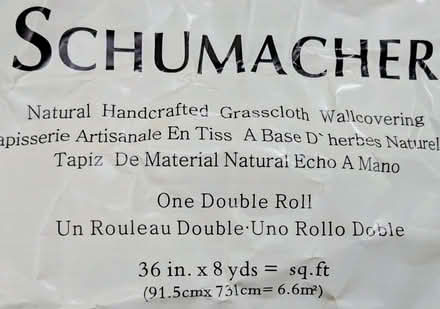 SCHUMACHER
Natural Handcrafted Grasscloth Wallcovering
apisserie Artisanale En Tiss A Base D`herbes Naturel
Tapiz De Material Natural Echo A Mano
One Double Roll
Un Rouleau Double·Uno Rollo Doble
36 in. x 8 yds = sq.ft
(91.5cmx 731cm= 6.6m²)